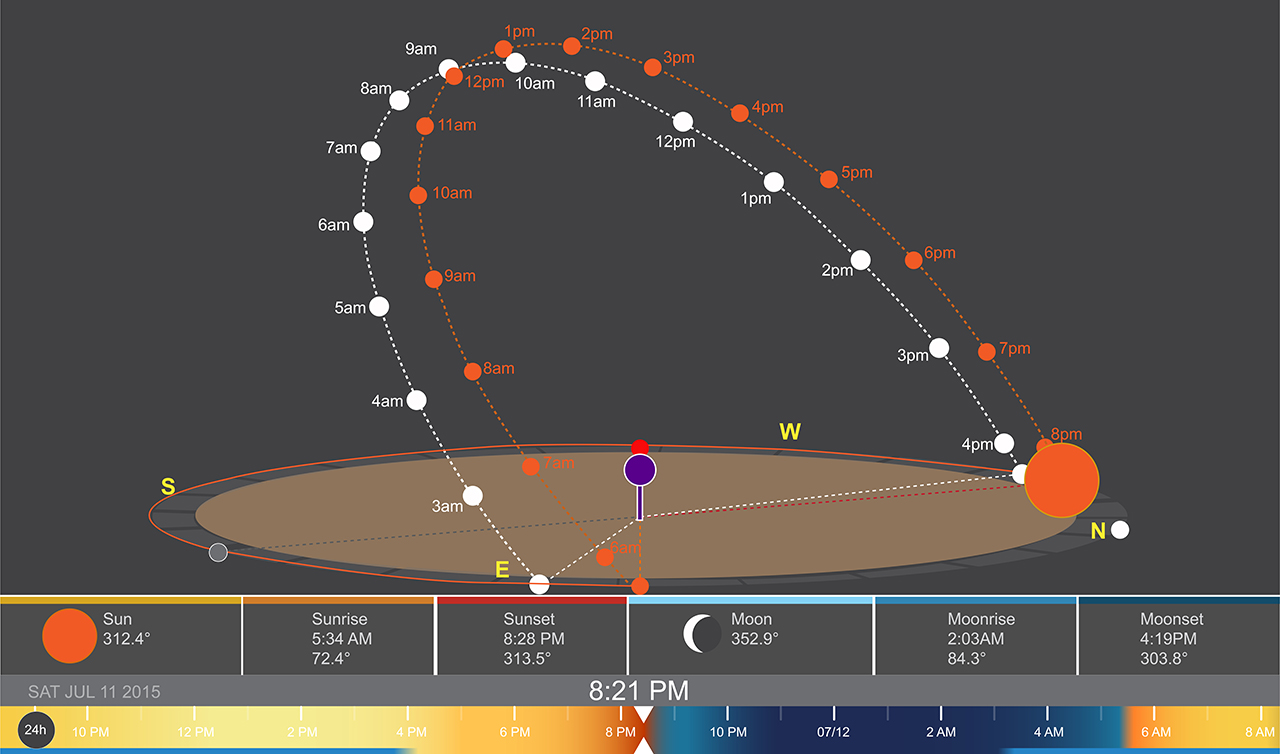 1pm
2pm
9am
3pm
12pm
10am
8am
11am
4pm
11am
12pm
7am
5pm
10am
1pm
6am
6pm
9am
2pm
5am
7pm
3pm
8am
4am
W
8pm
4pm
7am
S
3am
N
6am
E
Sun
312.4°
Sunrise
5:34 AM
72.4°
Sunset
8:28 PM
313.5°
Moon
352.9°
Moonrise
2:03AM
84.3°
Moonset
4:19PM
303.8°
SAT JUL 11 2015
8:21 PM
24h 10 PM 12 PM 2 PM 4 PM 6 PM 8 PM 10 PM 07/12 2 AM 4 AM 6 AM 8 AM